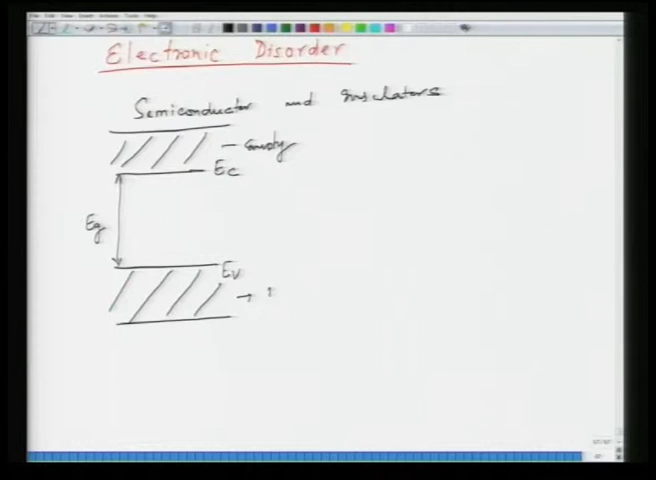 Electronic Disorder
Semiconductor and Insulators
Empty
Ec
Eg
Ev